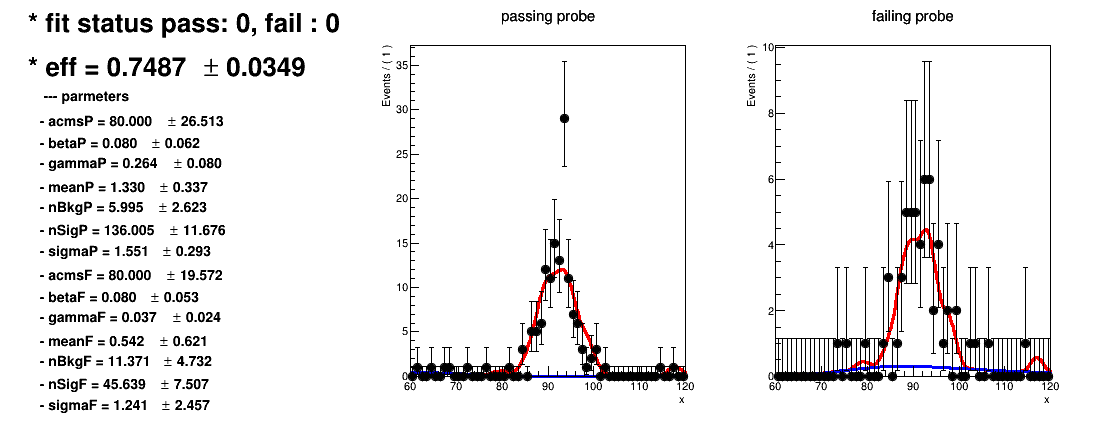 * fit status pass: 0, fail : 0
* eff = 0.7487 ± 0.0349
--- parmeters
- acmsP = 80.000 ± 26.513
- betaP = 0.080 ± 0.062
- gammaP = 0.264 ± 0.080
- meanP = 1.330 ± 0.337
- nBkgP = 5.995 ± 2.623
- nSigP = 136.005 ± 11.676
- sigmaP = 1.551 ± 0.293
- acmsF = 80.000 ± 19.572
- betaF = 0.080 ± 0.053
- gammaF = 0.037 ± 0.024
- meanF = 0.542 ± 0.621
- nBkgF = 11.371 ± 4.732
- nSigF = 45.639 ± 7.507
- sigmaF = 1.241 ± 2.457
passing probe
Events / ( 1 )
35
30
25
20
15
10
5
0
60 70 80 90 100 110 120
x
failing probe
Events / ( 1 )
10
8
6
4
2
0
60 70 80 90 100 110 120
x